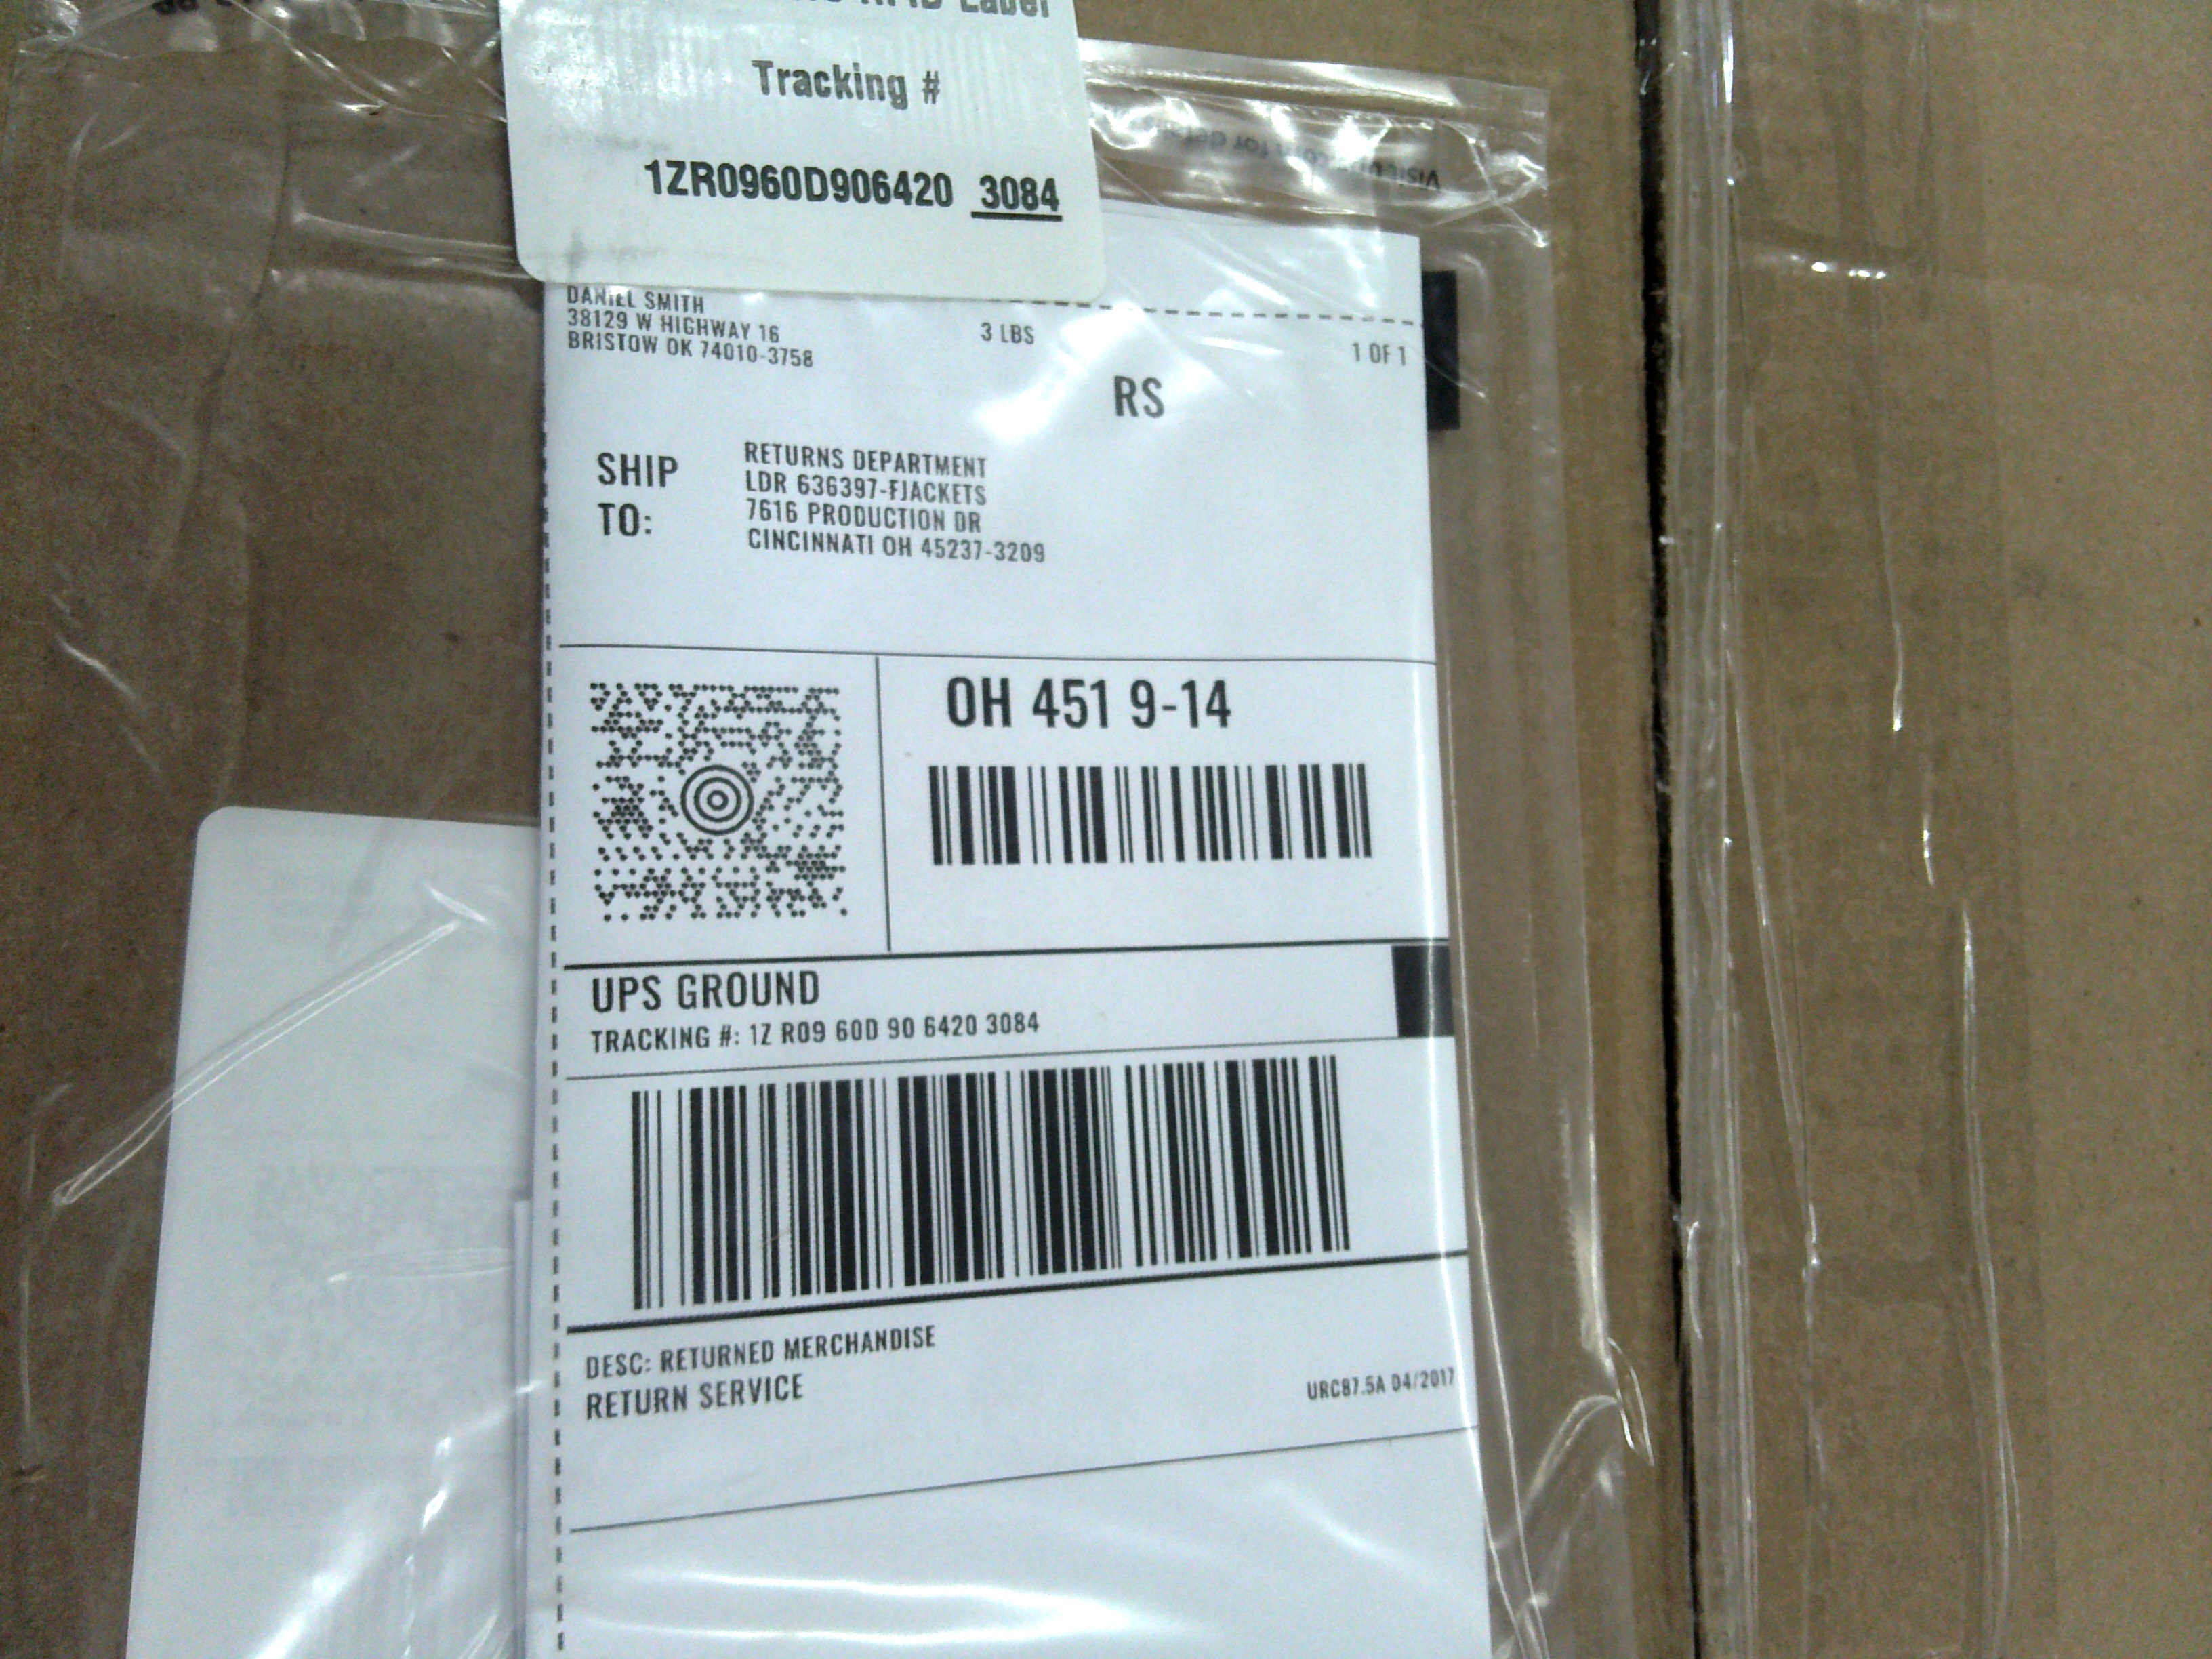 Label
Tracking #
1ZR0960D906420 3084
DANIEL SMITH
38129 W HIGHWAY 16
BRISTOW OK 74010-3758
3 LBS
1 OF 1
RS
SHIP
TO:
RETURNS DEPARTMENT
LDR 636397-FJACKETS
7616 PRODUCTION DR
CINCINNATI OH 45237-3209
OH 451 9-14
UPS GROUND
TRACKING #: 1Z R09 60D 90 6420 3084
DESC: RETURNED MERCHANDISE
RETURN SERVICE
URC87.5A 04/2017